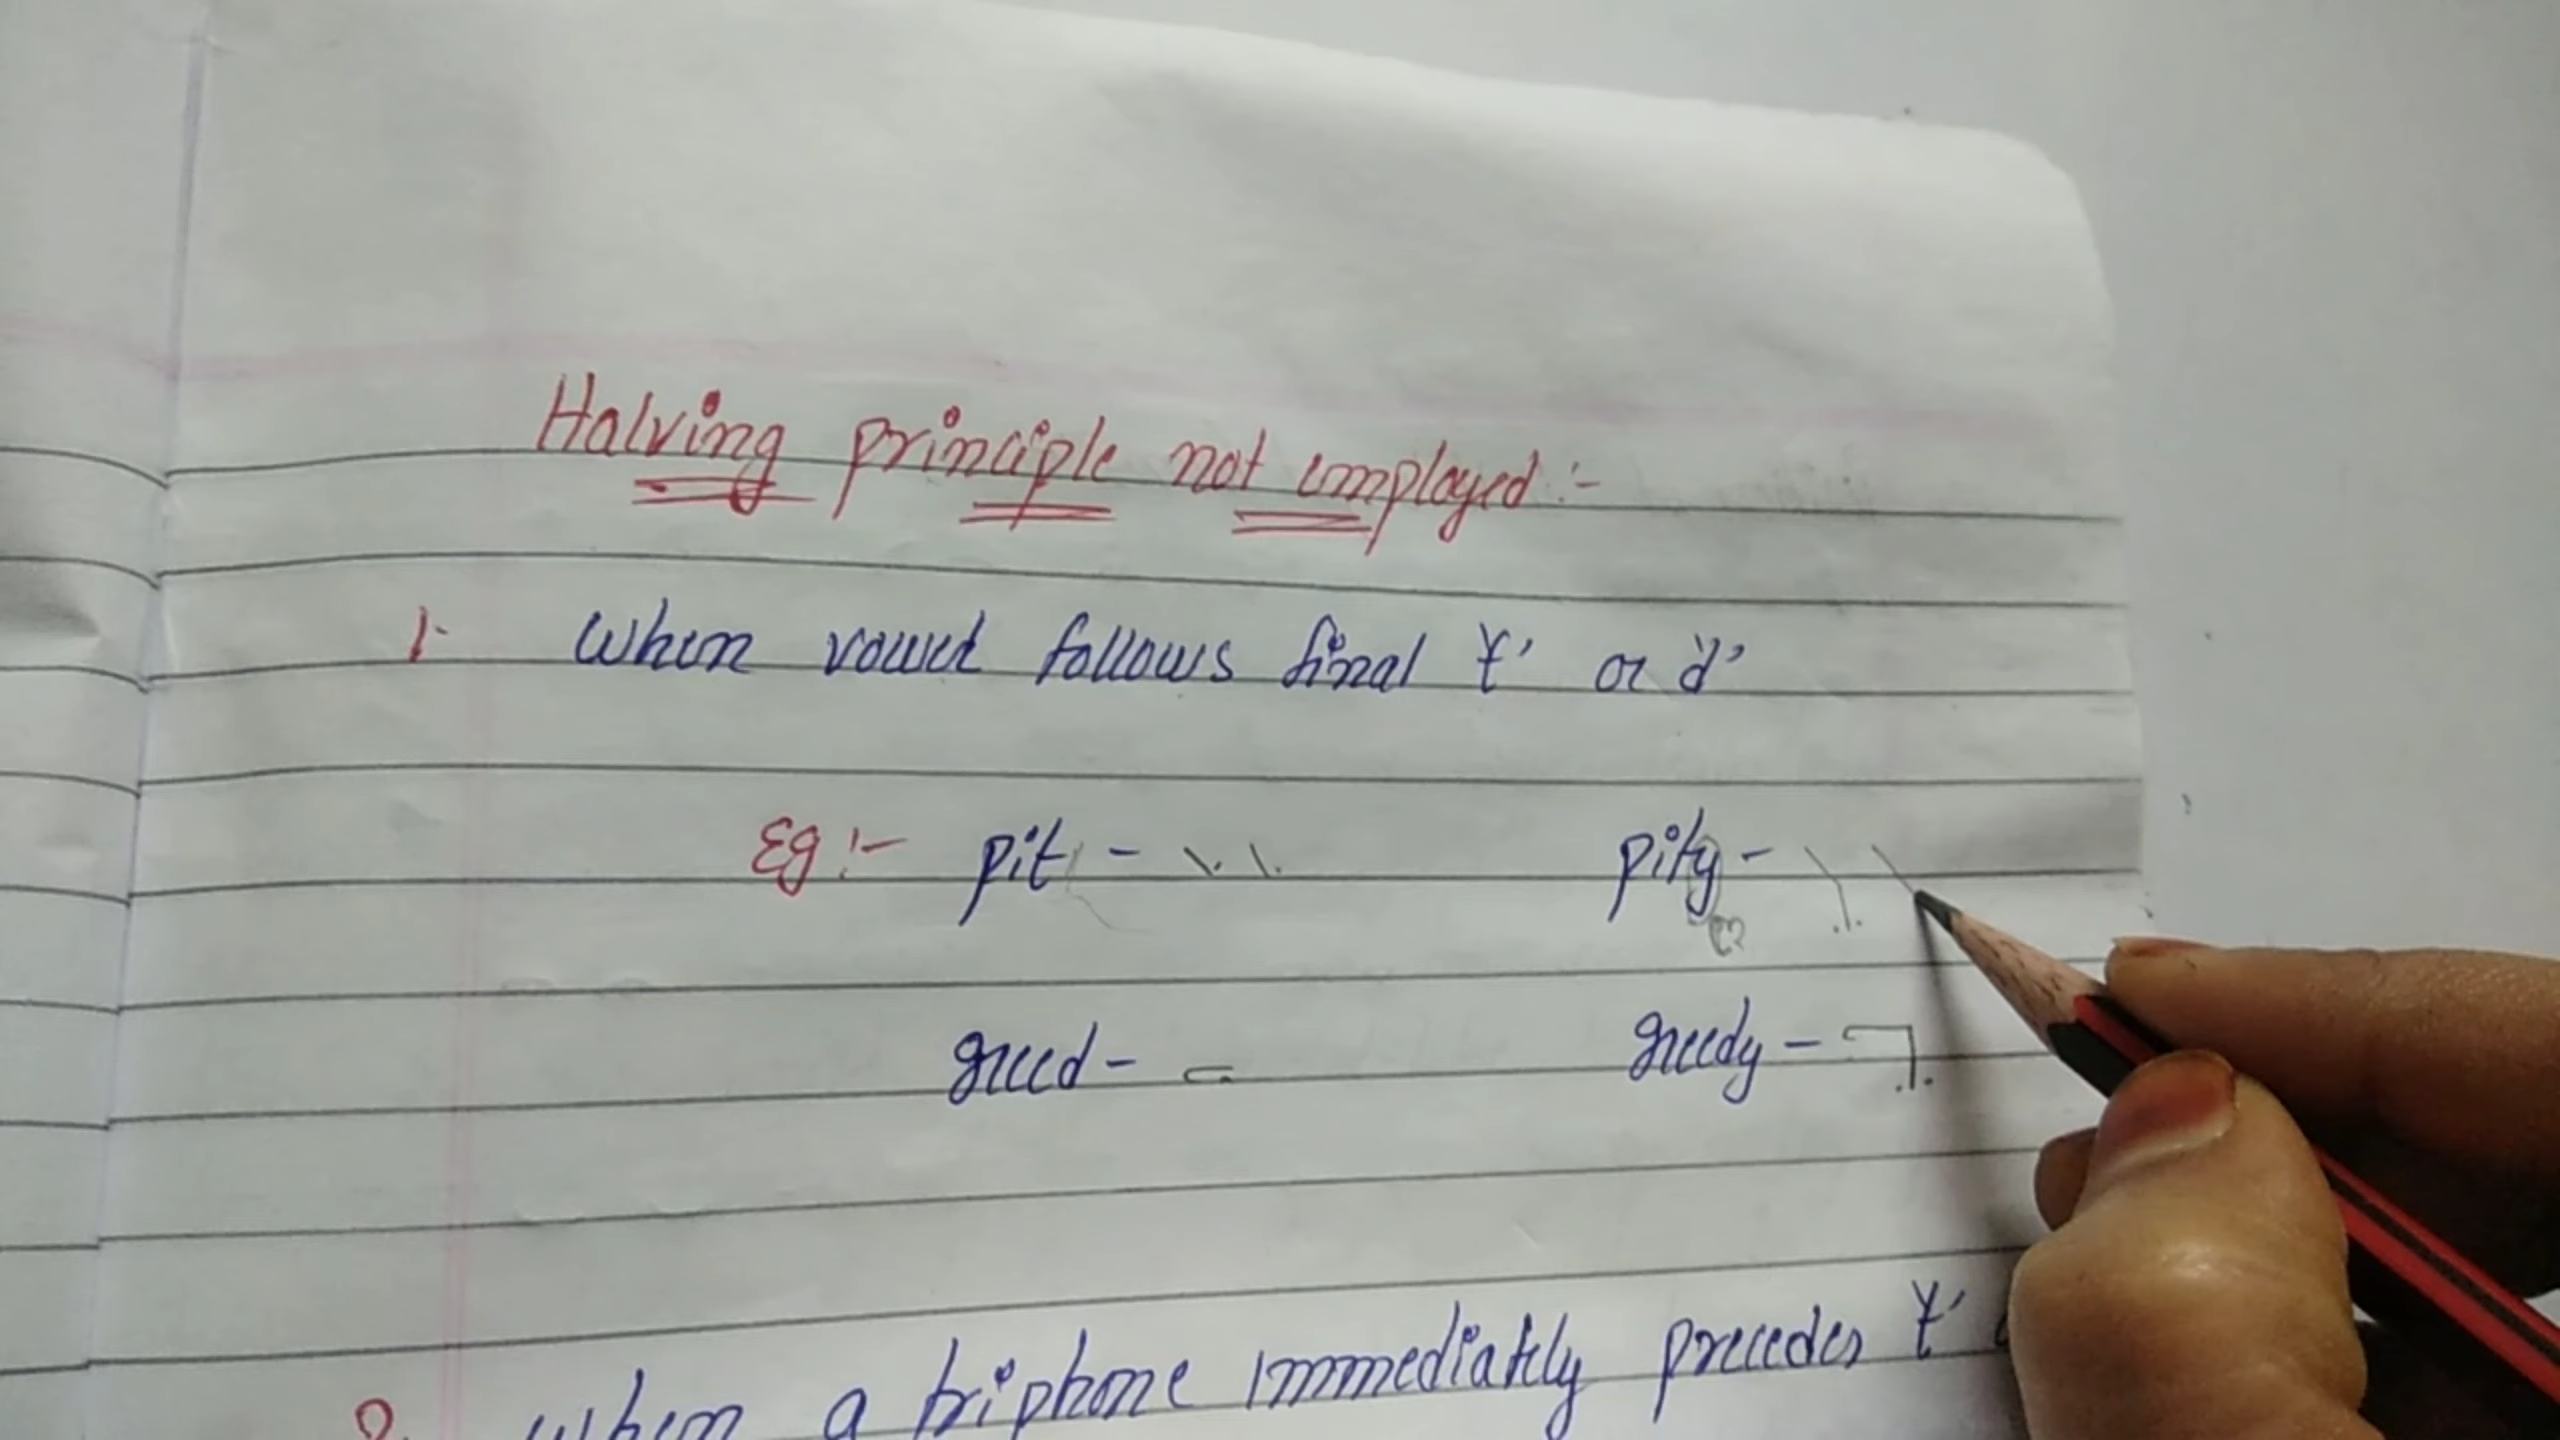 Halving principle not employed :-
1. When vowel follows final 't' or 'd'
Eg :- pit - pity -
greed - greedy -
2. When a triphone immediately precedes 't'